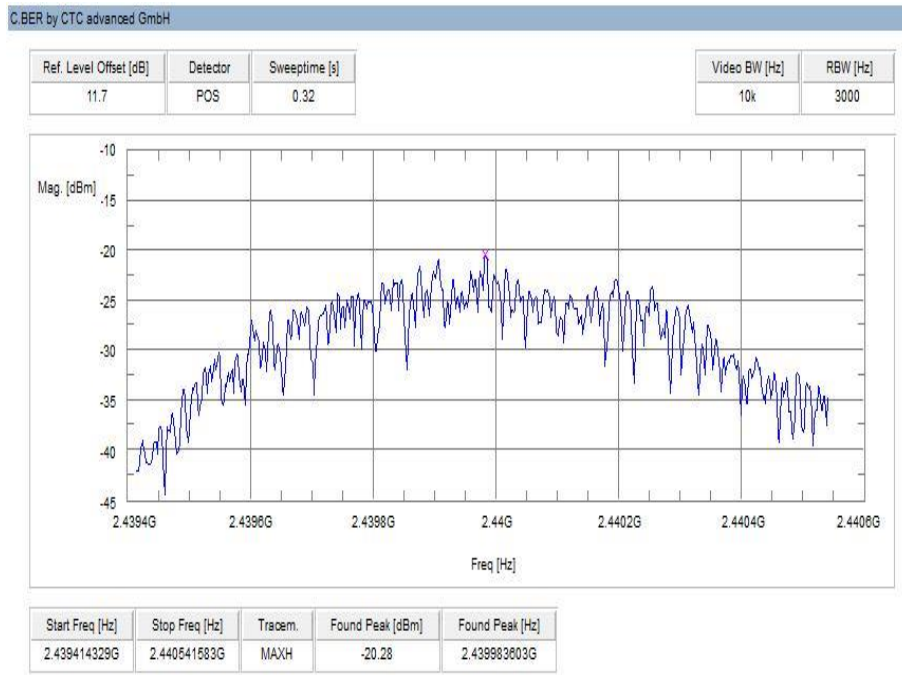 C.BER by CTC advanced GmbH
Ref. Level Offset [dB] Detector Sweeptime [s] Video BW [Hz] RBW [Hz]
11.7 POS 0.32 10k 3000
Mag. [dBm]
-10
-15
-20
-25
-30
-35
-40
-45
2.4394G 2.4396G 2.4398G 2.44G 2.4402G 2.4404G 2.4406G
Freq [Hz]
Start Freq [Hz] Stop Freq [Hz] Tracem. Found Peak [dBm] Found Peak [Hz]
2.439414329G 2.440541583G MAXH -20.28 2.439983603G